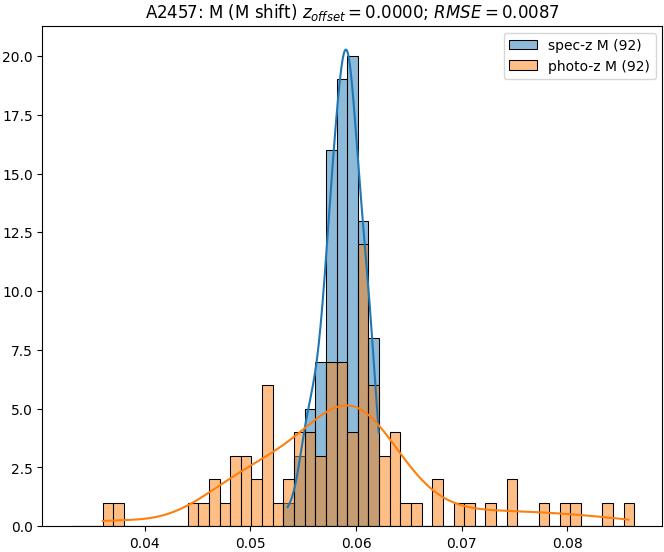 A2457: M (M shift) z_offset = 0.0000; RMSE = 0.0087
spec-z M (92)
photo-z M (92)
20.0
17.5
15.0
12.5
10.0
7.5
5.0
2.5
0.0
0.04 0.05 0.06 0.07 0.08